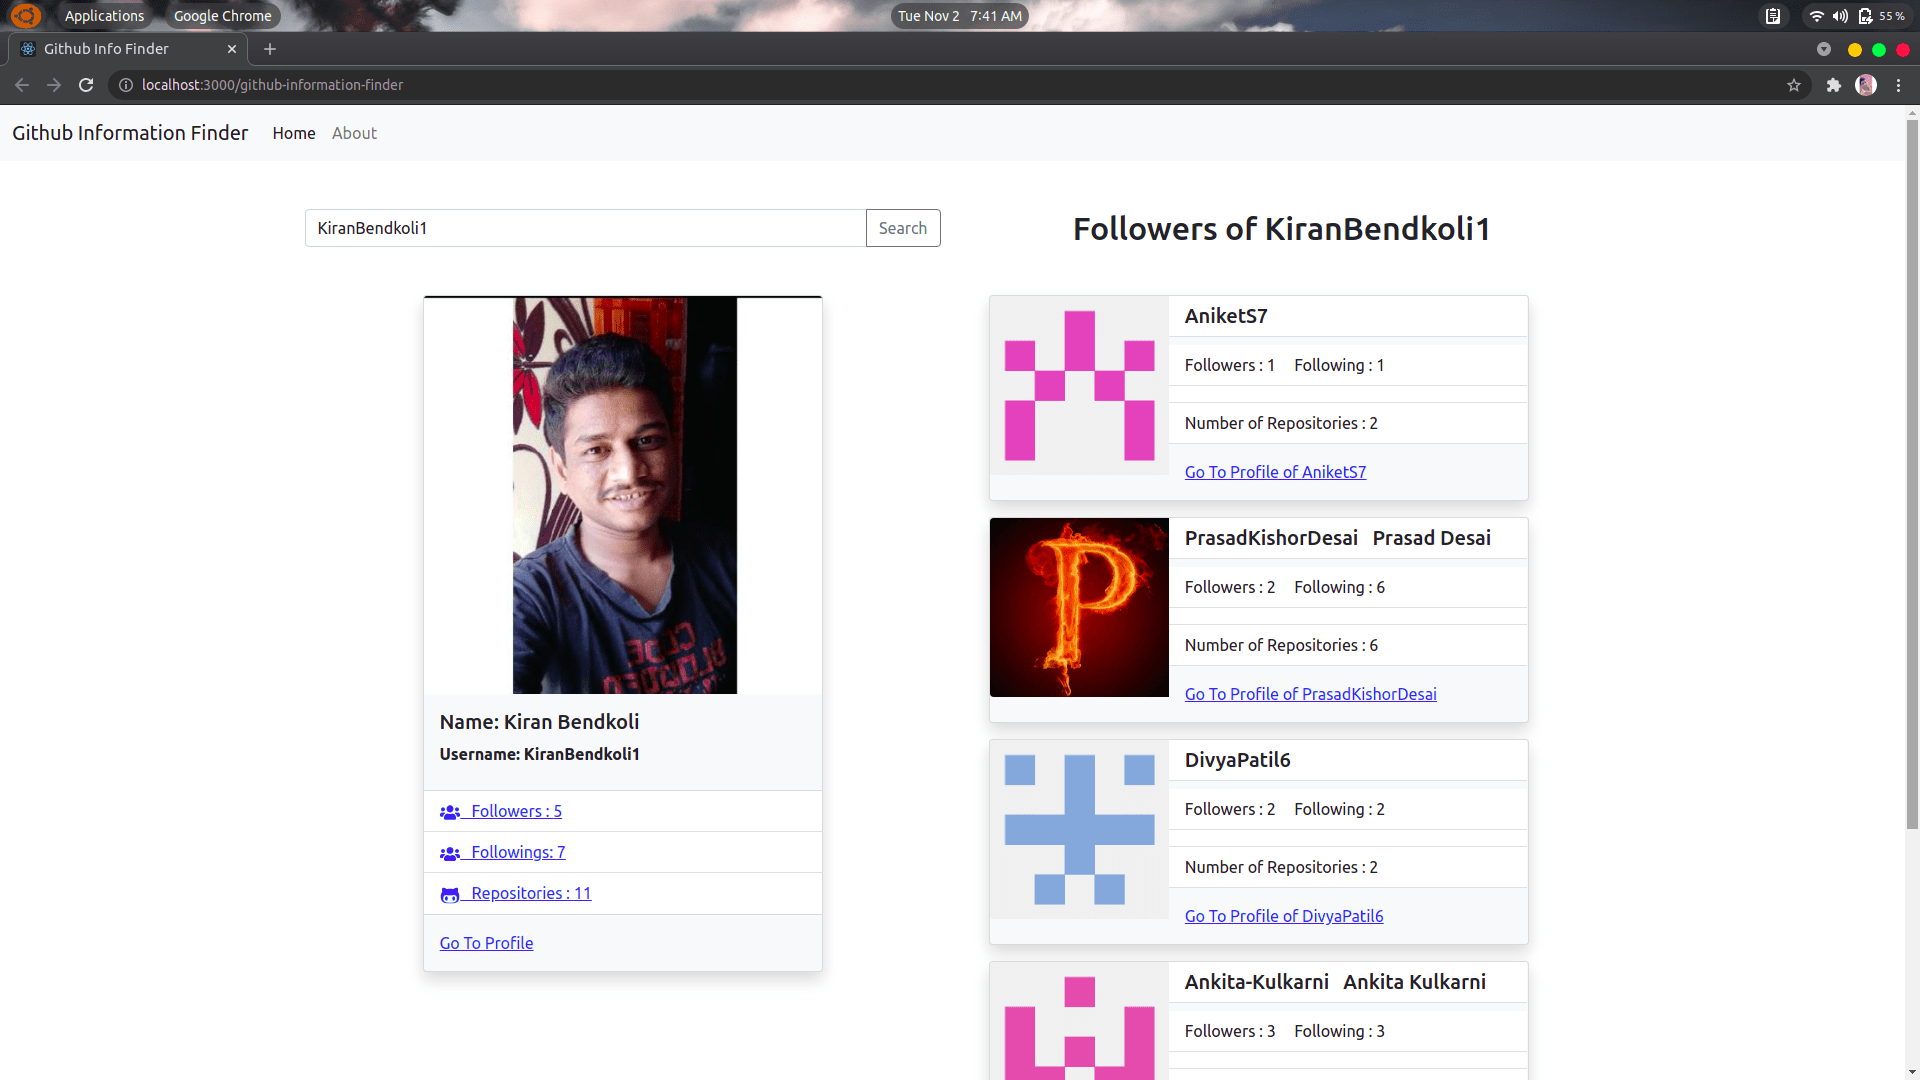 Applications Google Chrome Tue Nov 2 7:41 AM 55 %
Github Info Finder
localhost:3000/github-information-finder
Github Information Finder Home About
KiranBendkoli1 Search
Followers of KiranBendkoli1
Name: Kiran Bendkoli
Username: KiranBendkoli1
Followers : 5
Followings: 7
Repositories : 11
Go To Profile
AniketS7
Followers : 1 Following : 1
Number of Repositories : 2
Go To Profile of AniketS7
P
PrasadKishorDesai Prasad Desai
Followers : 2 Following : 6
Number of Repositories : 6
Go To Profile of PrasadKishorDesai
DivyaPatil6
Followers : 2 Following : 2
Number of Repositories : 2
Go To Profile of DivyaPatil6
Ankita-Kulkarni Ankita Kulkarni
Followers : 3 Following : 3